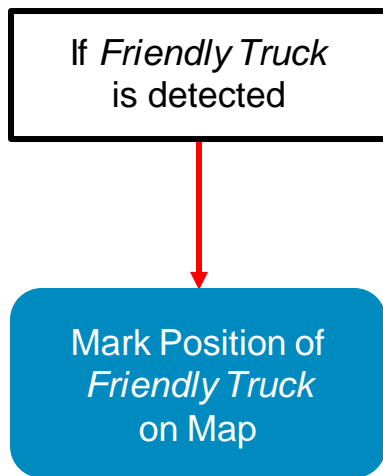 If Friendly Truck
is detected
Mark Position of
Friendly Truck
on Map